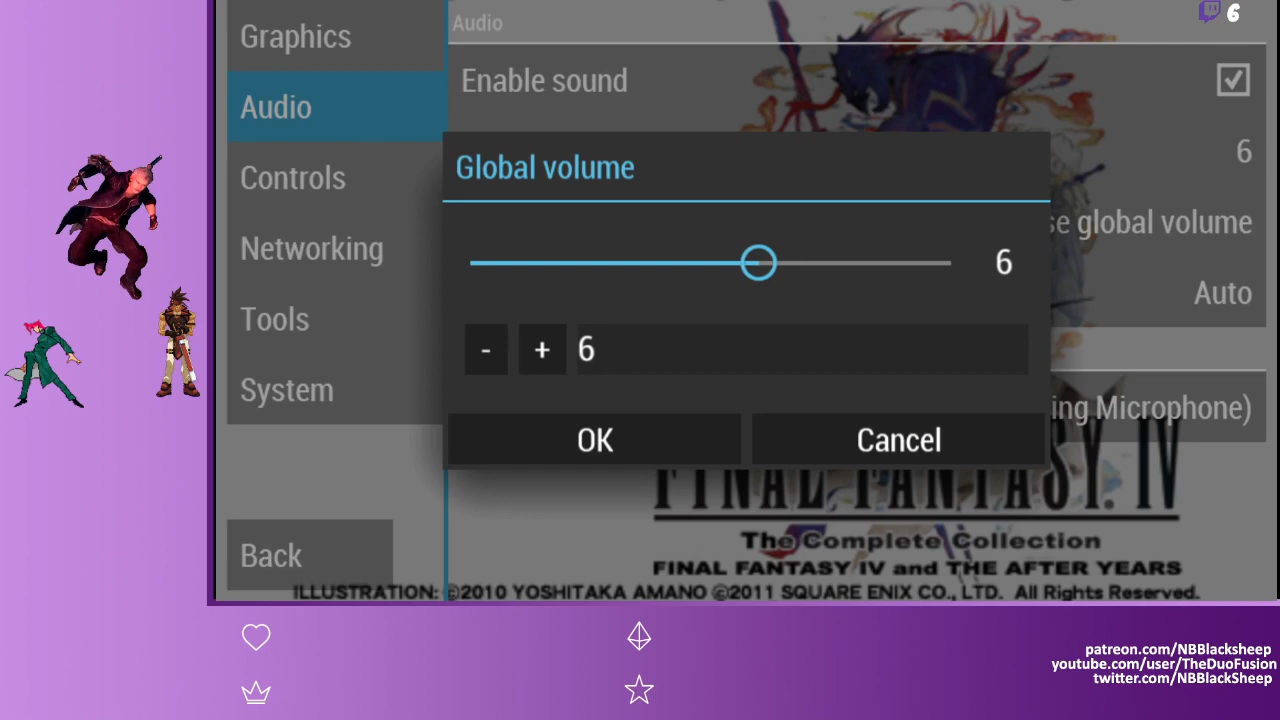 6
Graphics
Audio
Audio
Enable sound
Controls
6
Global volume
se global volume
Networking
6
Auto
Tools
- + 6
System
ing Microphone)
OK
Cancel
FINAL FANTASY. IV
The Complete Collection
Back
FINAL FANTASY IV and THE AFTER YEARS
ILLUSTRATION: ©2010 YOSHITAKA AMANO ©2011 SQUARE ENIX CO., LTD. All Rights Reserved.
patreon.com/NBBlacksheep
youtube.com/user/TheDuoFusion
twitter.com/NBBlackSheep